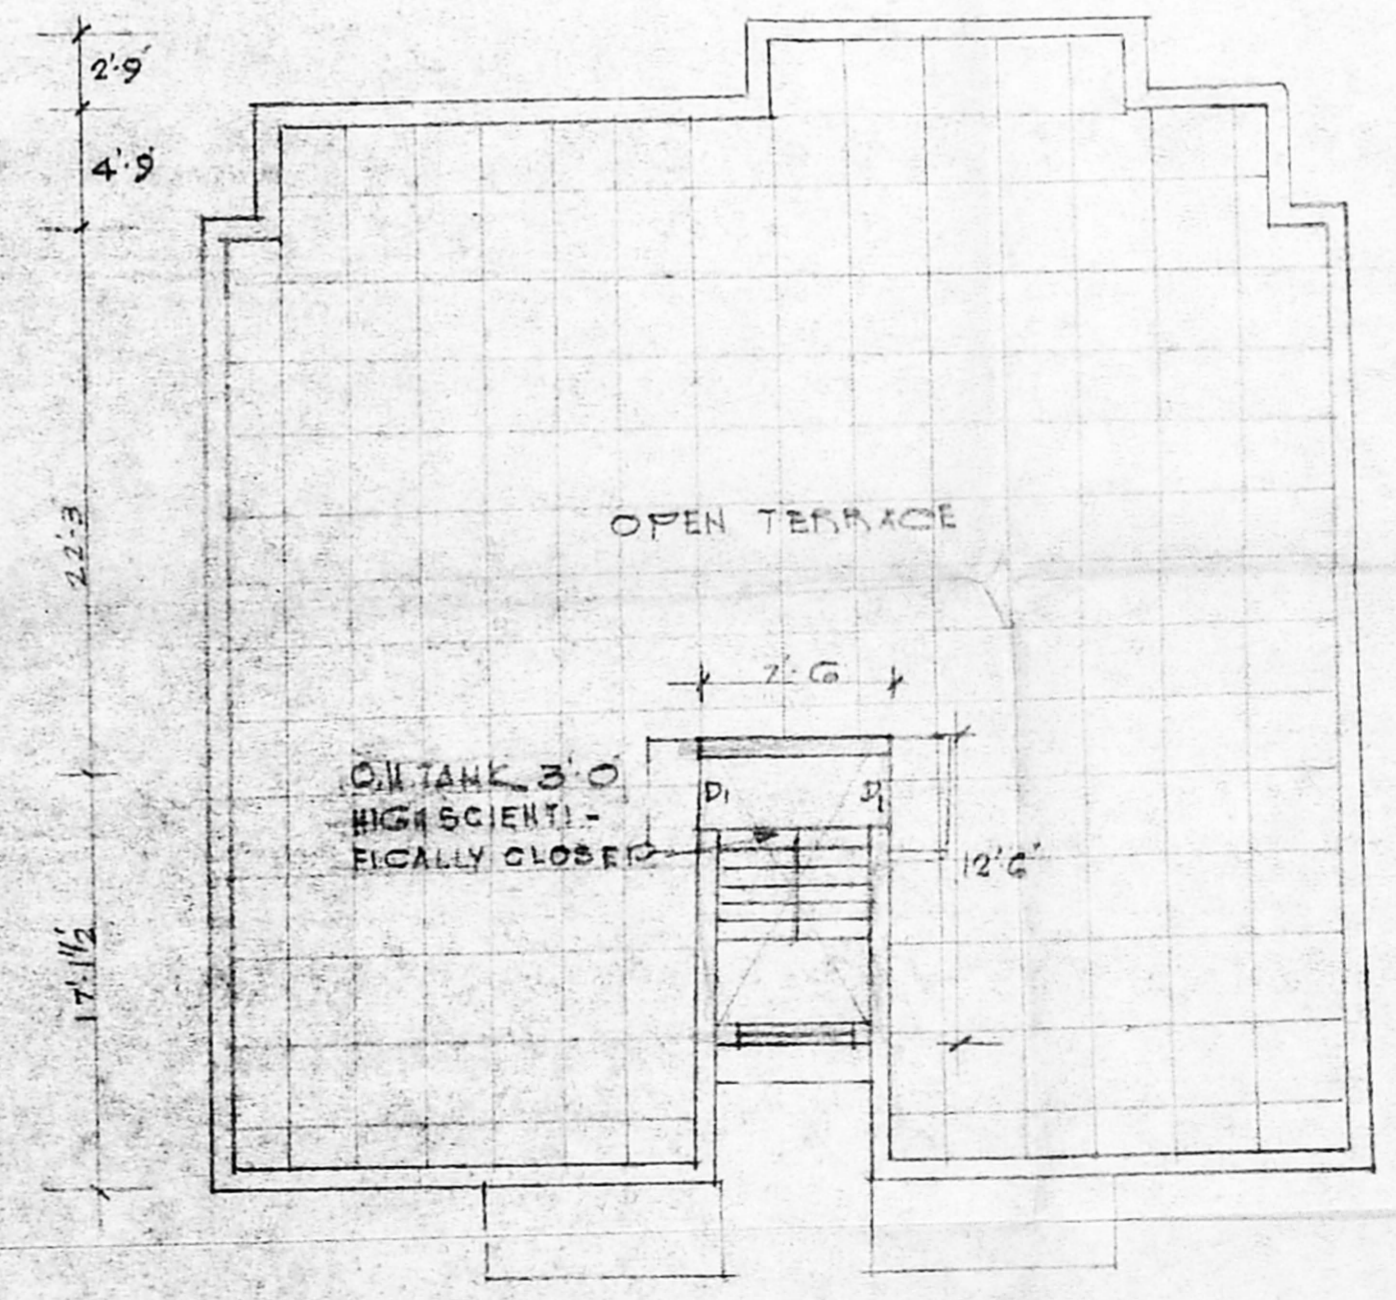 2'-9"
4'-9"
22'-3
OPEN TERRACE
7'-6
O.H.TANK 3'-0
HIGH SCIENTI-
FICALLY CLOSED
D1
D1
12'6"
17'-1½"